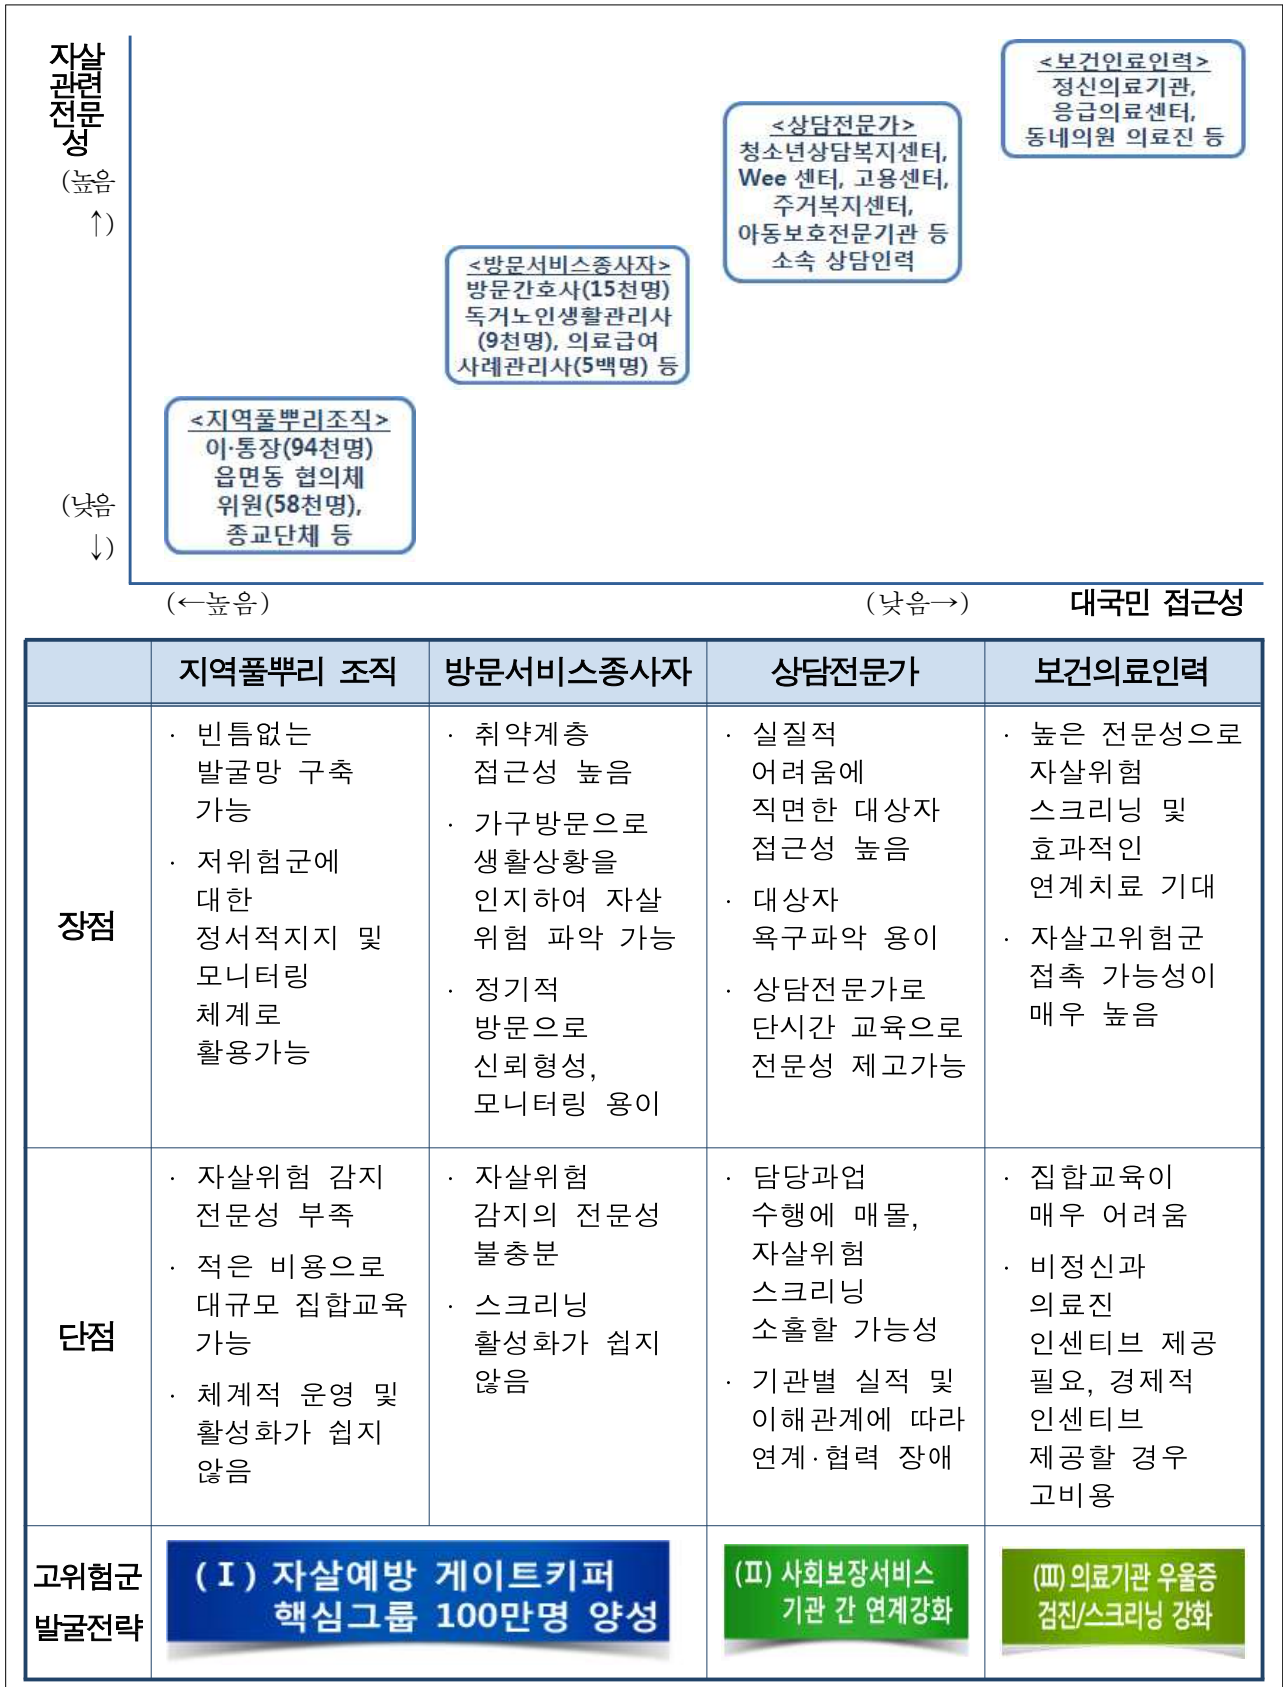 자살
관련
전문
성
(높음
↑)
(낮음
↓)
<보건인료인력>
정신의료기관,
응급의료센터,
동네의원 의료진 등
<상담전문가>
청소년상담복지센터,
Wee 센터, 고용센터,
주거복지센터,
아동보호전문기관 등
소속 상담인력
<방문서비스종사자>
방문간호사(15천명)
독거노인생활관리사
(9천명), 의료급여
사례관리사(5백명) 등
<지역풀뿌리조직>
이·통장(94천명)
읍면동 협의체
위원(58천명),
종교단체 등
(←높음)
(낮음→)
대국민 접근성
지역풀뿌리 조직
방문서비스종사자
상담전문가
보건의료인력
장점
· 빈틈없는
발굴망 구축
가능
· 저위험군에
대한
정서적지지 및
모니터링
체계로
활용가능
· 취약계층
접근성 높음
· 가구방문으로
생활상황을
인지하여 자살
위험 파악 가능
· 정기적
방문으로
신뢰형성,
모니터링 용이
· 실질적
어려움에
직면한 대상자
접근성 높음
· 대상자
욕구파악 용이
· 상담전문가로
단시간 교육으로
전문성 제고가능
· 높은 전문성으로
자살위험
스크리닝 및
효과적인
연계치료 기대
· 자살고위험군
접촉 가능성이
매우 높음
단점
· 자살위험 감지
전문성 부족
· 적은 비용으로
대규모 집합교육
가능
· 체계적 운영 및
활성화가 쉽지
않음
· 자살위험
감지의 전문성
불충분
· 스크리닝
활성화가 쉽지
않음
· 담당과업
수행에 매몰,
자살위험
스크리닝
소홀할 가능성
· 기관별 실적 및
이해관계에 따라
연계·협력 장애
· 집합교육이
매우 어려움
· 비정신과
의료진
인센티브 제공
필요, 경제적
인센티브
제공할 경우
고비용
고위험군
발굴전략
(Ⅰ) 자살예방 게이트키퍼
핵심그룹 100만명 양성
(Ⅱ) 사회보장서비스
기관 간 연계강화
(Ⅲ) 의료기관 우울증
검진/스크리닝 강화